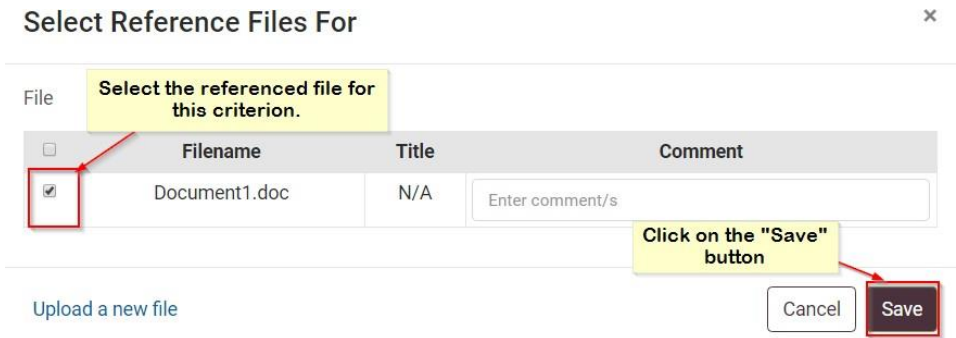 Select Reference Files For
×
File
Select the referenced file for
this criterion.
Filename Title Comment
Document1.doc N/A Enter comment/s
Click on the "Save"
button
Upload a new file Cancel Save